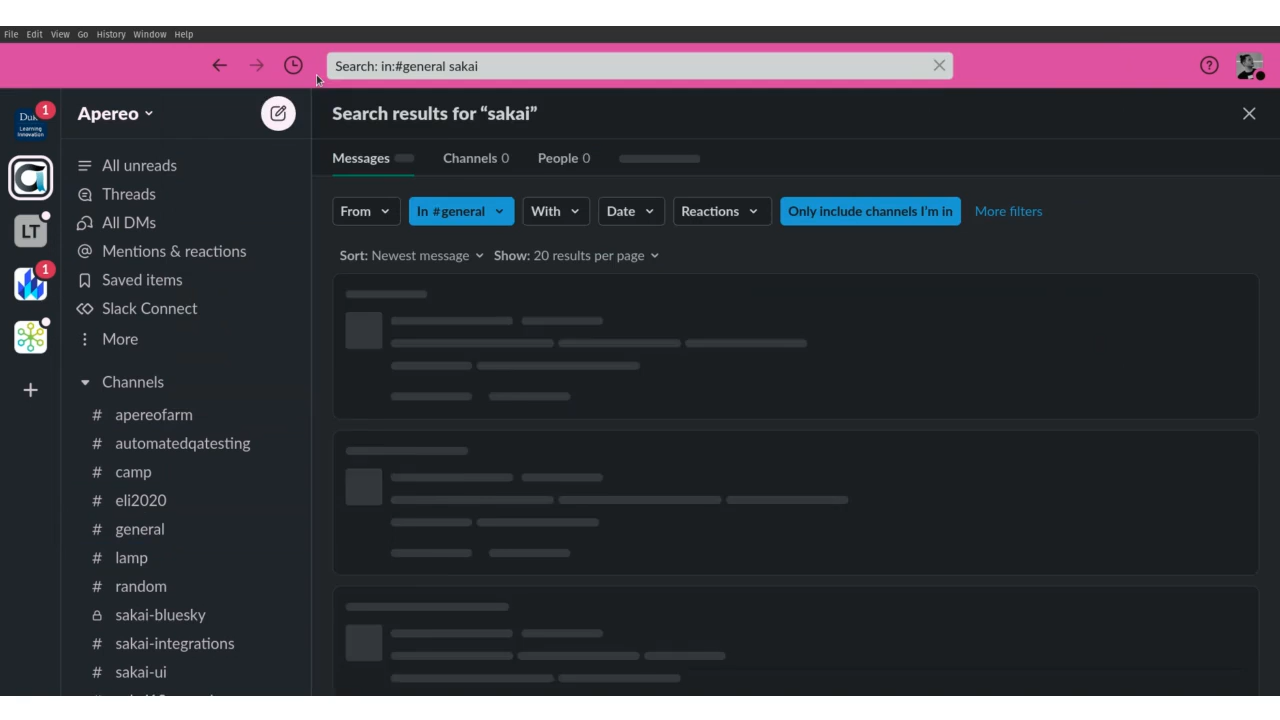 File Edit View Go History Window Help
Search: in:#general sakai
Duke
Learning
Innovation
1
Apereo
Search results for “sakai”
Messages
Channels 0
People 0
All unreads
Threads
All DMs
Mentions & reactions
Saved items
Slack Connect
More
From
In #general
With
Date
Reactions
Only include channels I’m in
More filters
Sort: Newest message
Show: 20 results per page
LT
1
Channels
# apereofarm
# automatedqatesting
# camp
# eli2020
# general
# lamp
# random
sakai-bluesky
# sakai-integrations
# sakai-ui